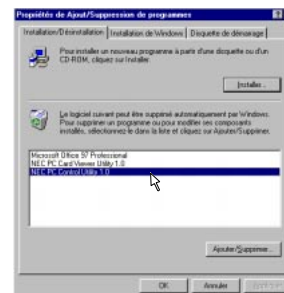 Propriétés de Ajout/Suppression de programmes
Installation/Désinstallation
Installation de Windows
Disquette de démarrage
Pour installer un nouveau programme à partir d'une disquette ou d'un
CD-ROM, cliquez sur Installer.
Installer...
Le logiciel suivant peut être supprimé automatiquement par Windows.
Pour supprimer un programme ou pour modifier ses composants
installés, sélectionnez-le dans la liste et cliquez sur Ajouter/Supprimer.
Microsoft Office 97 Professional
NEC PC Card Viewer Utility 1.0
NEC PC Control Utility 1.0
Ajouter/Supprimer...
OK
Annuler